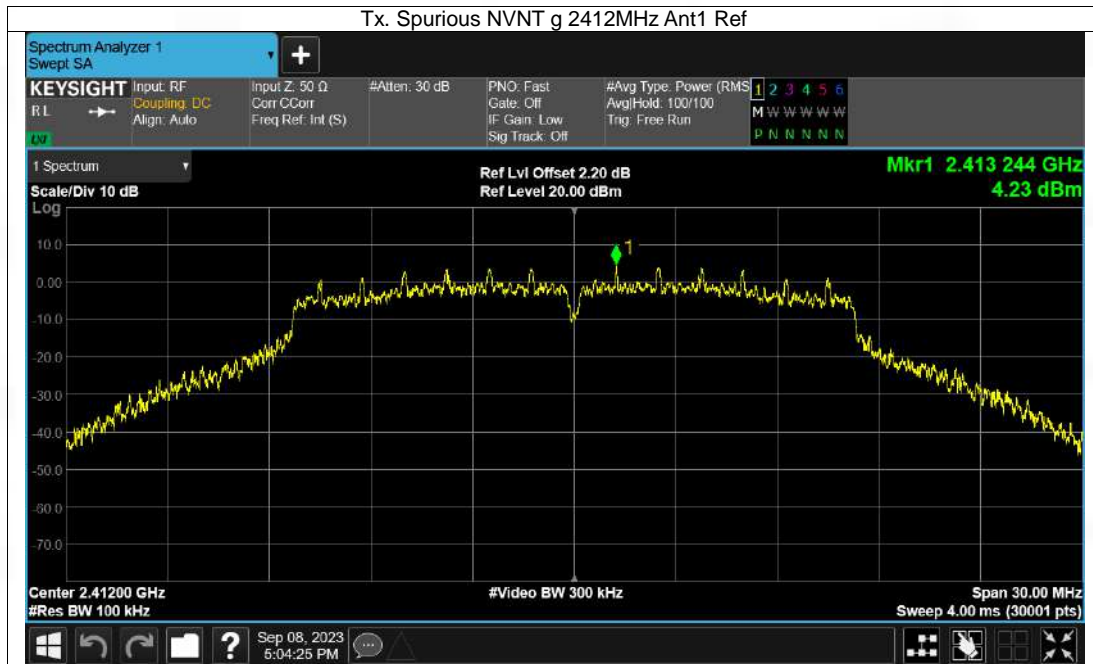 Tx. Spurious NVNT g 2412MHz Ant1 Ref
Spectrum Analyzer 1
Swept SA
+
KEYSIGHT
RL
LXI
Input: RF
Coupling: DC
Align: Auto
Input Z: 50 Ω
Corr CCorr
Freq Ref: Int (S)
#Atten: 30 dB
PNO: Fast
Gate: Off
IF Gain: Low
Sig Track: Off
#Avg Type: Power (RMS
Avg|Hold: 100/100
Trig: Free Run
1 2 3 4 5 6
M W W W W W
P N N N N N
1 Spectrum
Scale/Div 10 dB
Log
Ref Lvl Offset 2.20 dB
Ref Level 20.00 dBm
Mkr1 2.413 244 GHz
4.23 dBm
1
10.0
0.00
-10.0
-20.0
-30.0
-40.0
-50.0
-60.0
-70.0
Center 2.41200 GHz
#Res BW 100 kHz
#Video BW 300 kHz
Span 30.00 MHz
Sweep 4.00 ms (30001 pts)
?
Sep 08, 2023
5:04:25 PM